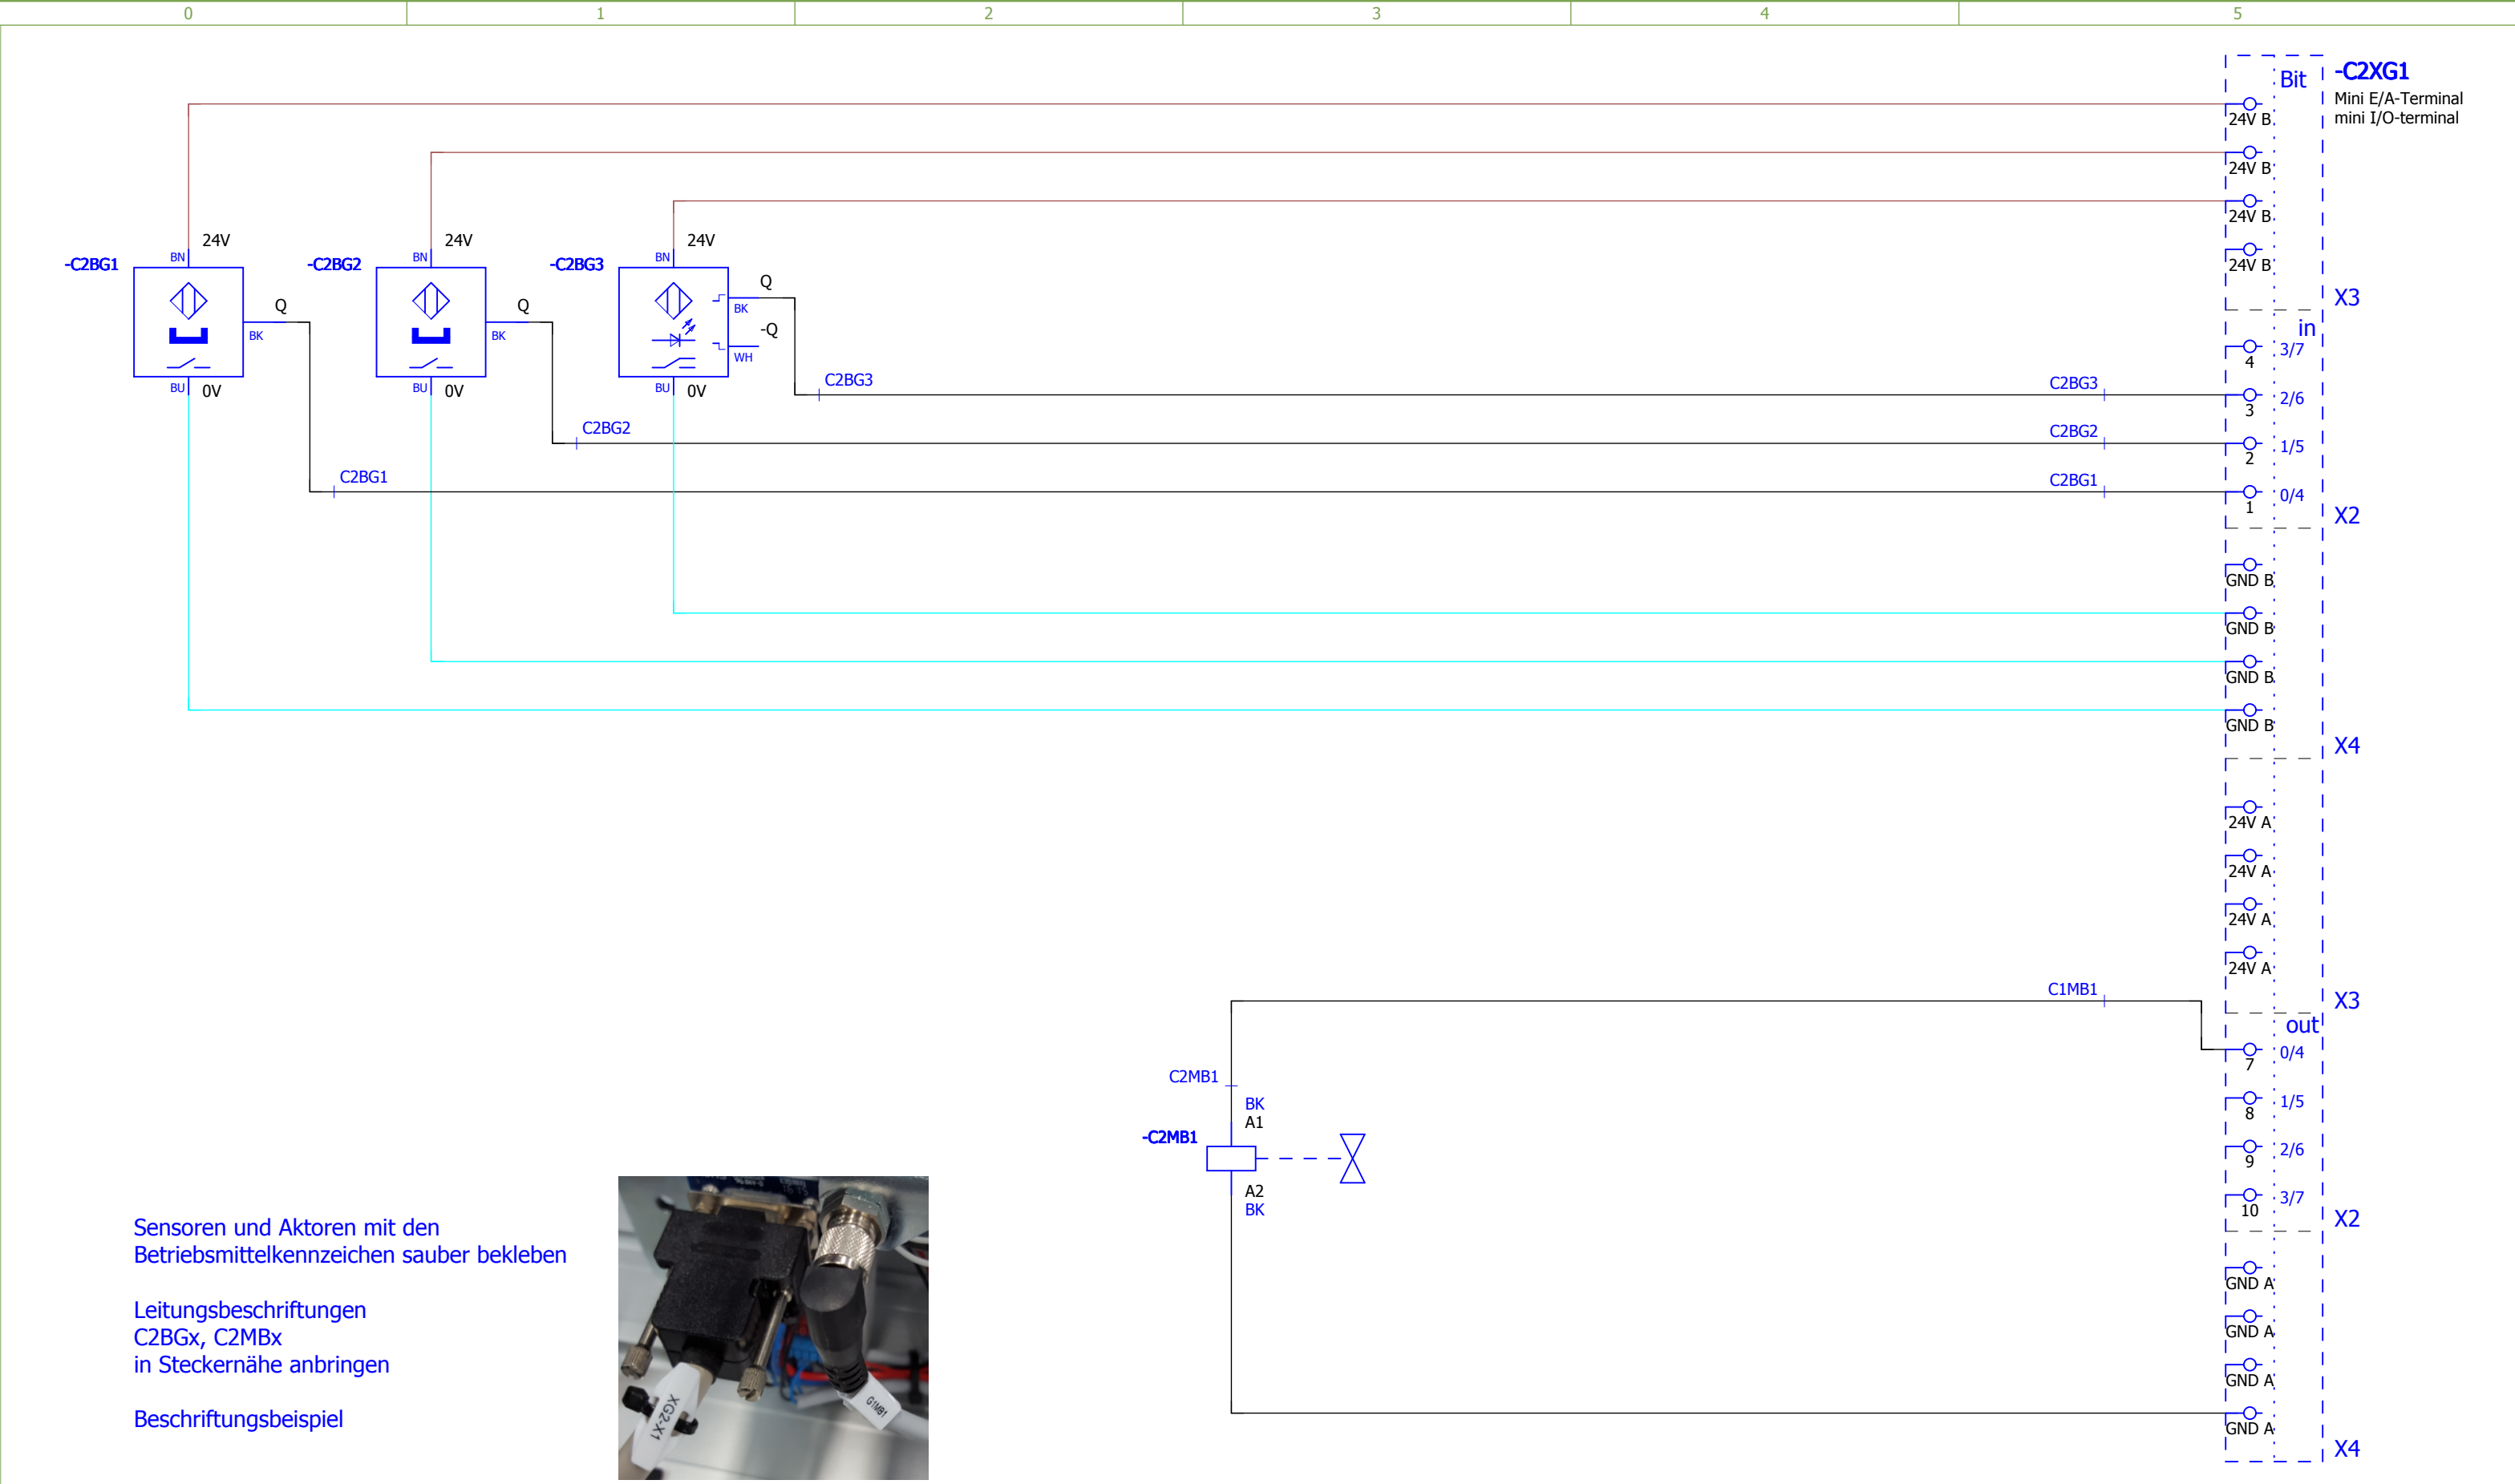 0 1 2 3 4 5
-C2XG1
Mini E/A-Terminal
mini I/O-terminal
Bit
24V B
24V B
24V B
24V B
X3
24V 24V 24V
-C2BG1 BN -C2BG2 BN -C2BG3 BN
Q Q Q
BK BK BK
-Q
WH
BU 0V BU 0V BU 0V
in
4 3/7
C2BG3 C2BG3 3 2/6
C2BG2 C2BG2 2 1/5
C2BG1 C2BG1 1 0/4
X2
GND B
GND B
GND B
GND B
X4
24V A
24V A
24V A
24V A
C1MB1
X3
out
7 0/4
8 1/5
9 2/6
10 3/7
X2
C2MB1
BK
A1
-C2MB1
A2
BK
GND A
GND A
GND A
GND A
X4
Sensoren und Aktoren mit den
Betriebsmittelkennzeichen sauber bekleben
Leitungsbeschriftungen
C2BGx, C2MBx
in Steckernähe anbringen
Beschriftungsbeispiel
XG2-X1
G1MB1